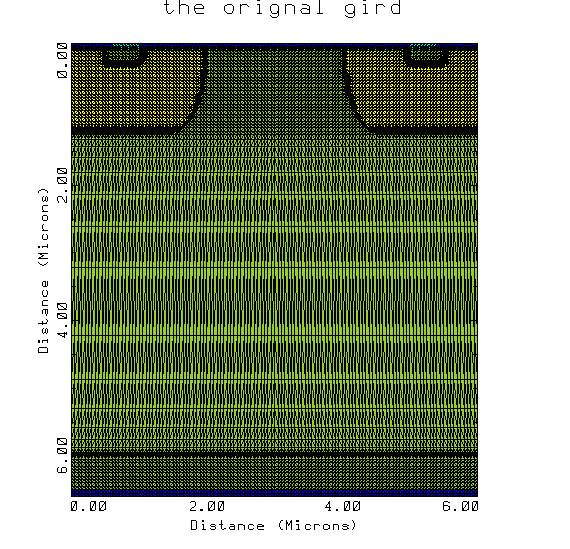 the orignal gird
0.00
2.00
4.00
6.00
Distance (Microns)
0.00 2.00 4.00 6.00
Distance (Microns)